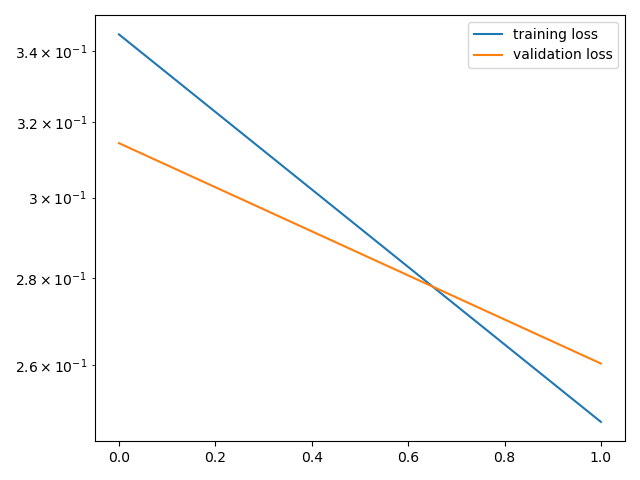 training loss
validation loss
3.4 × 10⁻¹
3.2 × 10⁻¹
3 × 10⁻¹
2.8 × 10⁻¹
2.6 × 10⁻¹
0.0 0.2 0.4 0.6 0.8 1.0